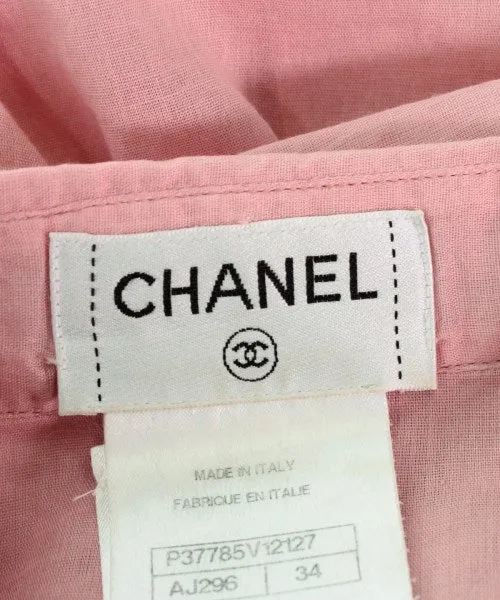 CHANEL
MADE IN ITALY
FABRIQUE EN ITALIE
P37785V12127
AJ296 34